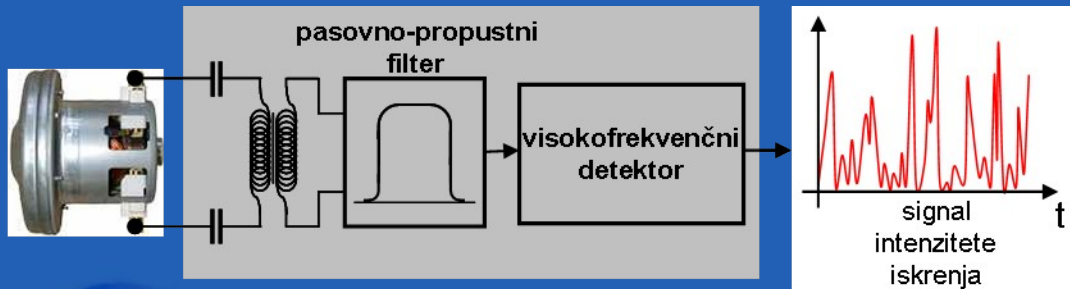 pasovno-propustni
filter
visokofrekvenčni
detektor
t
signal
intenzitete
iskrenja